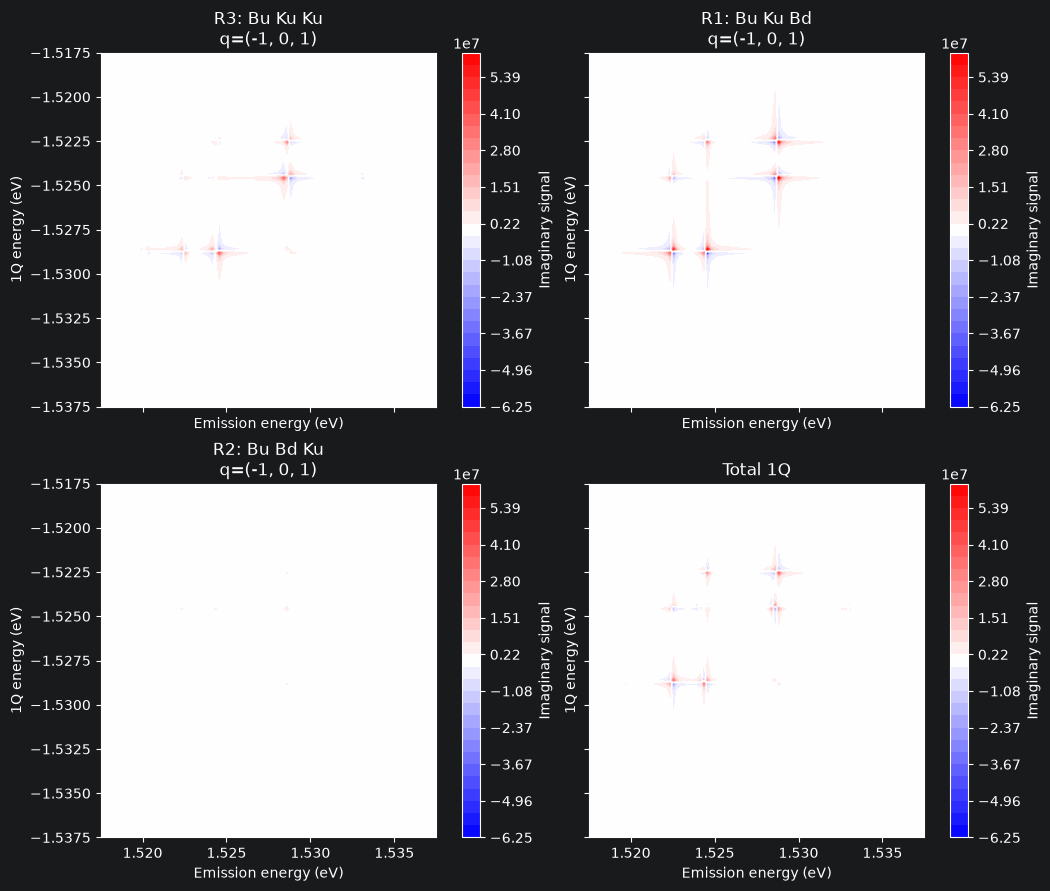 R3: Bu Ku Ku
q=(-1, 0, 1)
1e7
−1.5175
−1.5200
−1.5225
−1.5250
−1.5275
−1.5300
−1.5325
−1.5350
−1.5375
1Q energy (eV)
Emission energy (eV)
5.39
4.10
2.80
1.51
0.22
−1.08
−2.37
−3.67
−4.96
−6.25
Imaginary signal
R1: Bu Ku Bd
q=(-1, 0, 1)
1e7
1Q energy (eV)
Emission energy (eV)
5.39
4.10
2.80
1.51
0.22
−1.08
−2.37
−3.67
−4.96
−6.25
Imaginary signal
R2: Bu Bd Ku
q=(-1, 0, 1)
1e7
−1.5175
−1.5200
−1.5225
−1.5250
−1.5275
−1.5300
−1.5325
−1.5350
−1.5375
1Q energy (eV)
1.520 1.525 1.530 1.535
Emission energy (eV)
5.39
4.10
2.80
1.51
0.22
−1.08
−2.37
−3.67
−4.96
−6.25
Imaginary signal
Total 1Q
1e7
1Q energy (eV)
1.520 1.525 1.530 1.535
Emission energy (eV)
5.39
4.10
2.80
1.51
0.22
−1.08
−2.37
−3.67
−4.96
−6.25
Imaginary signal